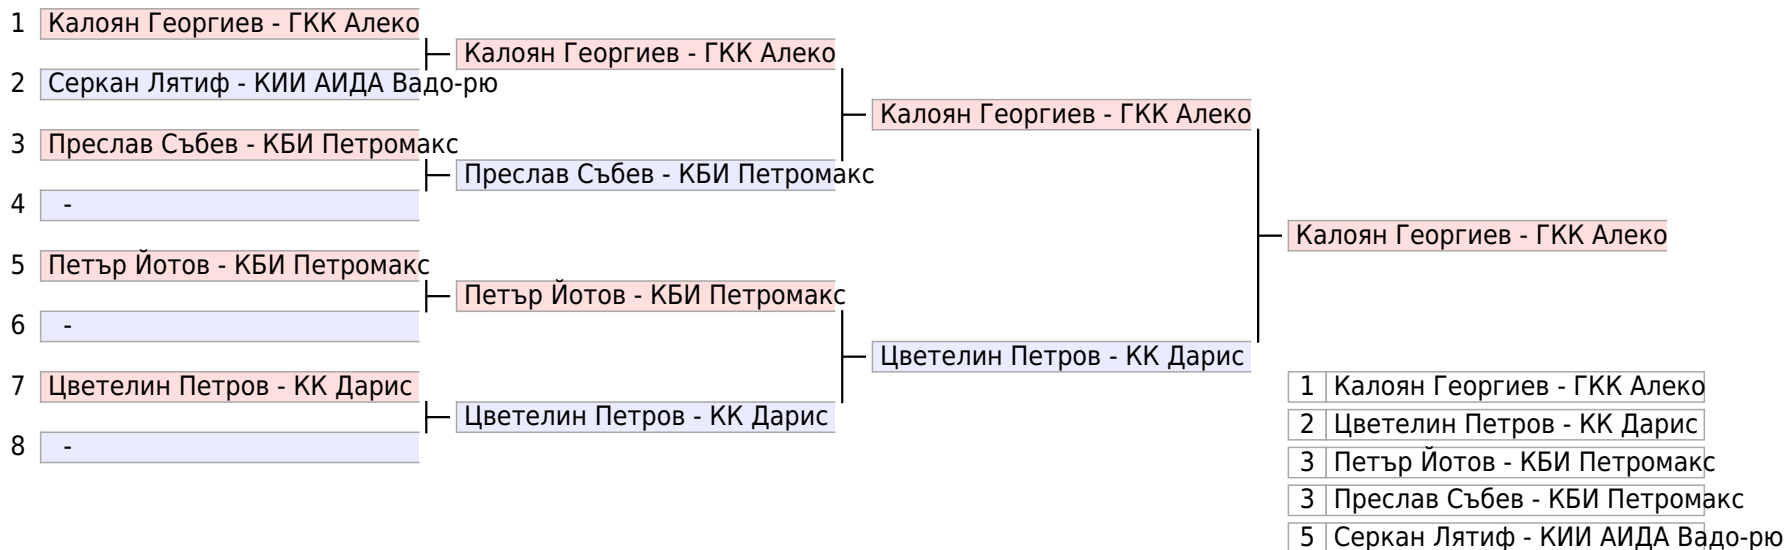 1 Калоян Георгиев - ГКК Алеко
2 Серкан Лятиф - КИИ АИДА Вадо-рю
3 Преслав Събев - КБИ Петромакс
4 -
5 Петър Йотов - КБИ Петромакс
6 -
7 Цветелин Петров - КК Дарис
8 -
Калоян Георгиев - ГКК Алеко
Преслав Събев - КБИ Петромакс
Петър Йотов - КБИ Петромакс
Цветелин Петров - КК Дарис
Калоян Георгиев - ГКК Алеко
Цветелин Петров - КК Дарис
Калоян Георгиев - ГКК Алеко
1 Калоян Георгиев - ГКК Алеко
2 Цветелин Петров - КК Дарис
3 Петър Йотов - КБИ Петромакс
3 Преслав Събев - КБИ Петромакс
5 Серкан Лятиф - КИИ АИДА Вадо-рю